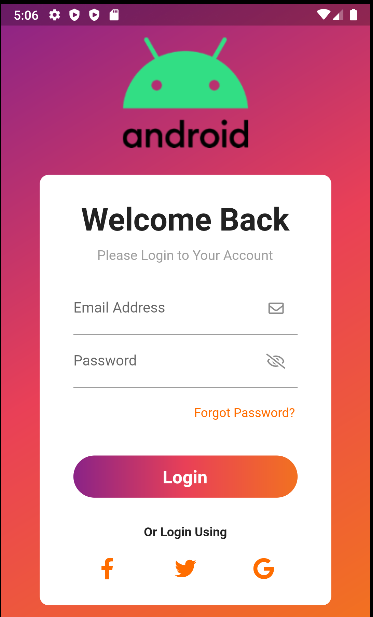 5:06
android
Welcome Back
Please Login to Your Account
Email Address
Password
Forgot Password?
Login
Or Login Using